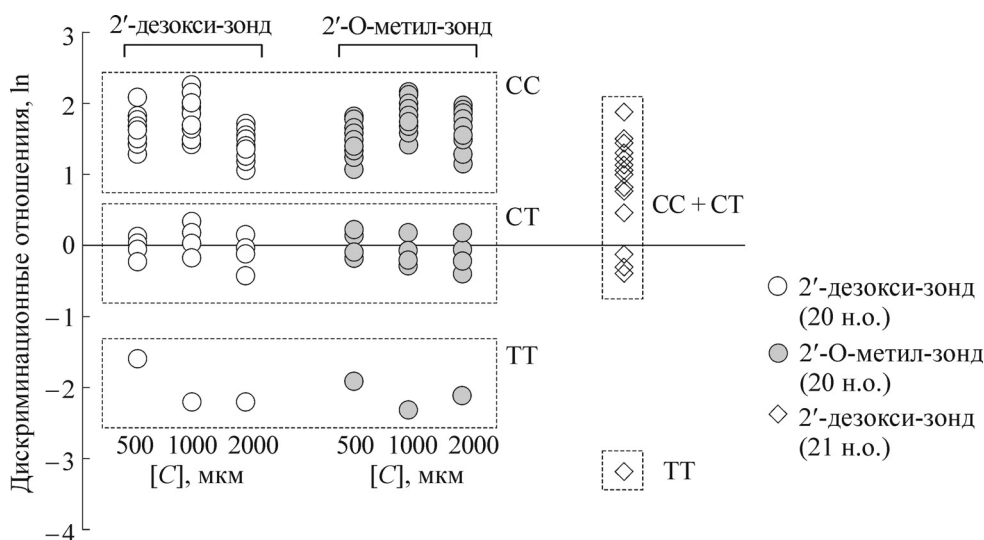 2′-дезокси-зонд
2′-О-метил-зонд
Дискриминационные отношениия, ln
3
2
1
0
−1
−2
−3
−4
CC
CT
TT
500 1000 2000
[C], мкм
500 1000 2000
[C], мкм
CC + CT
TT
2′-дезокси-зонд
(20 н.о.)
2′-О-метил-зонд
(20 н.о.)
2′-дезокси-зонд
(21 н.о.)